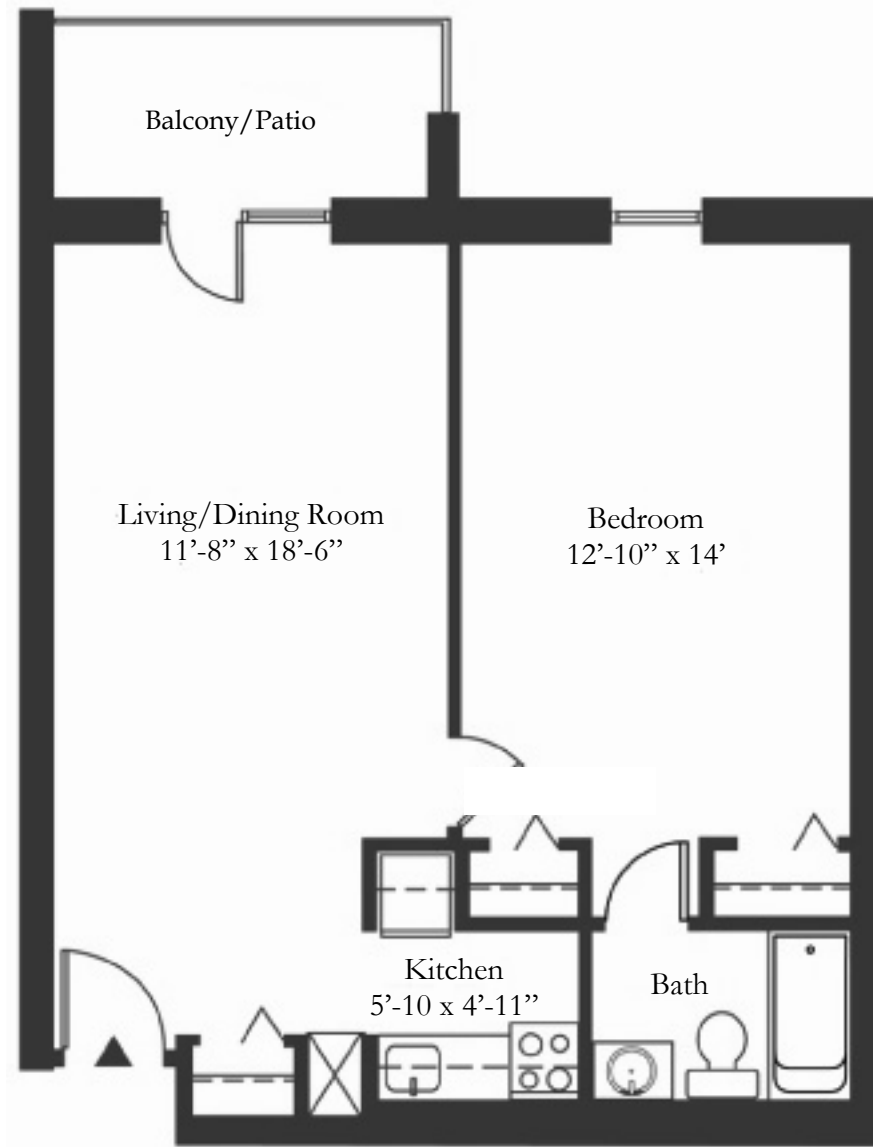 Balcony/Patio
Living/Dining Room
11’-8” x 18’-6”
Bedroom
12’-10” x 14’
Kitchen
5’-10 x 4’-11”
Bath